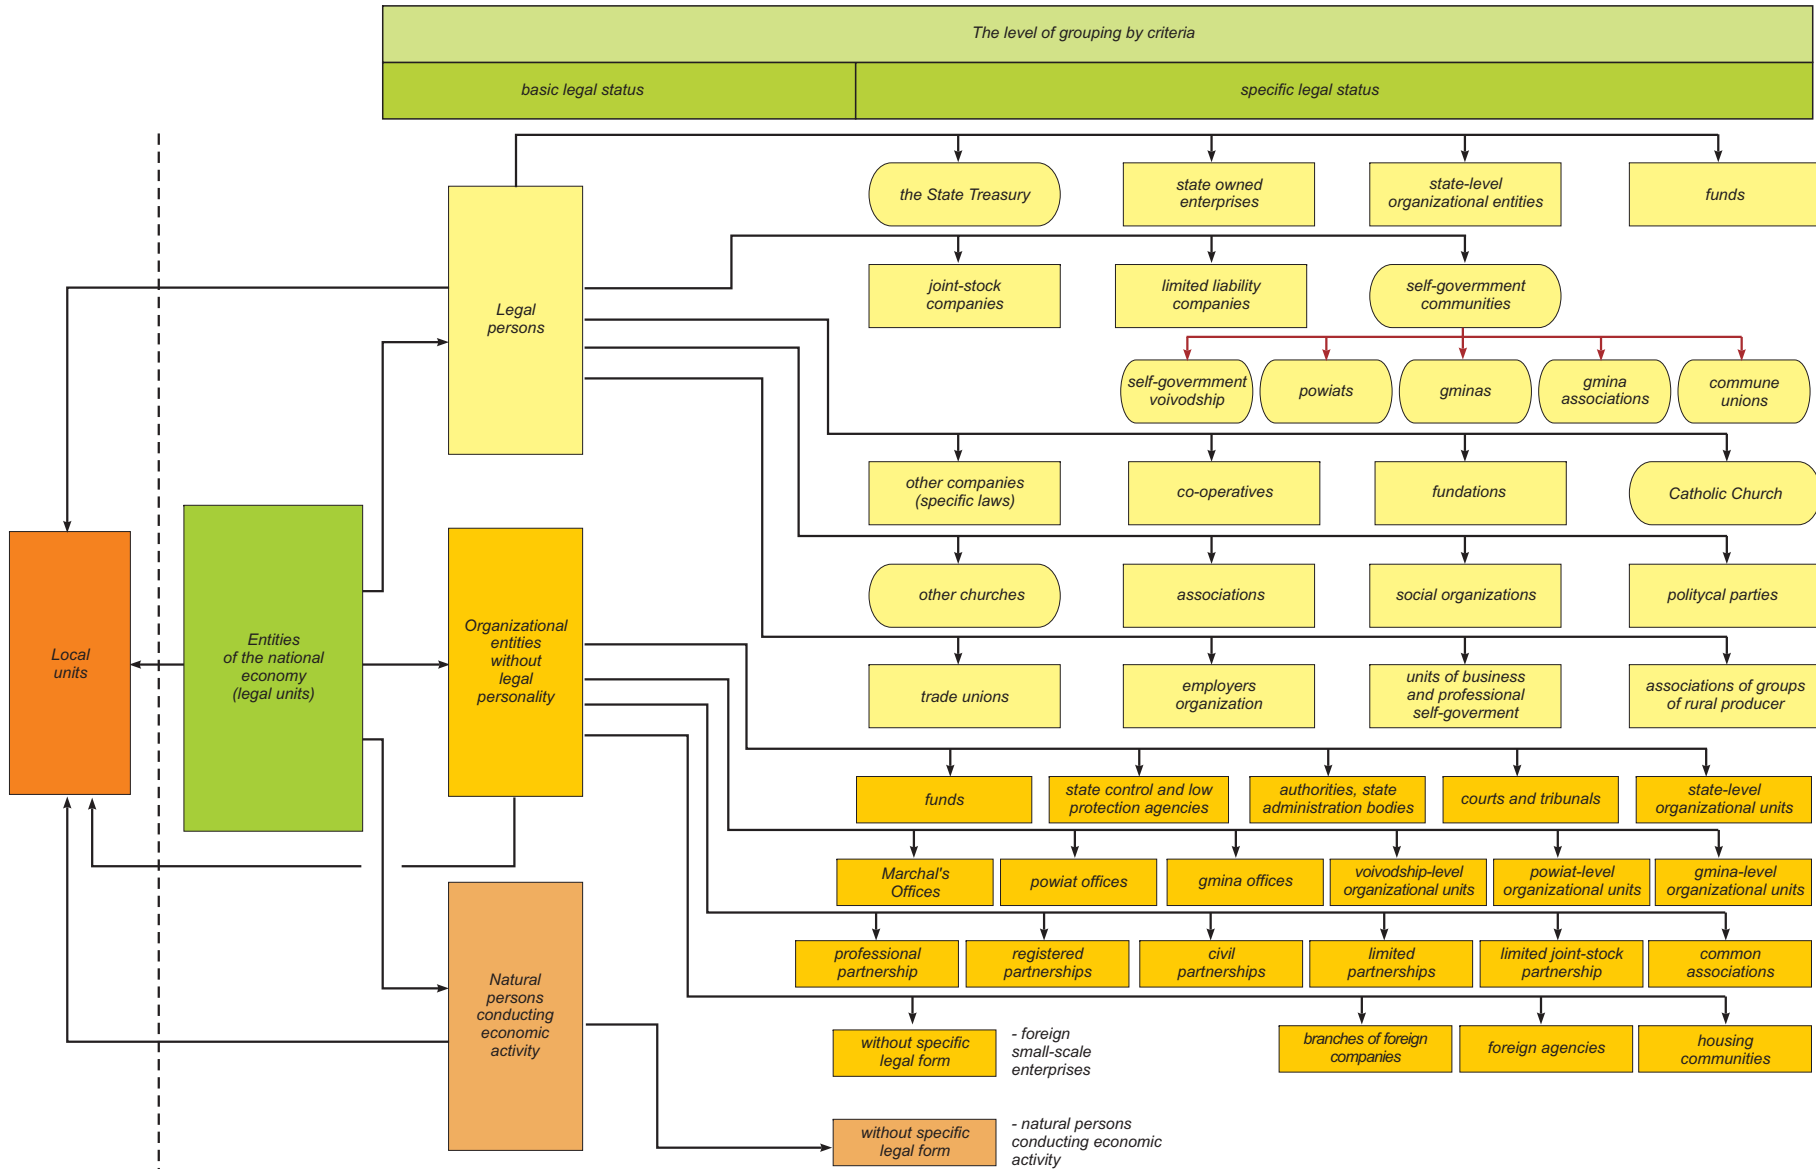 The level of grouping by criteria
basic legal status
specific legal status
the State Treasury
state owned
enterprises
state-level
organizational entities
funds
Legal
persons
joint-stock
companies
limited liability
companies
self-government
communities
self-government
voivodship
powiats
gminas
gmina
associations
commune
unions
other companies
(specific laws)
co-operatives
fundations
Catholic Church
other churches
associations
social organizations
politycal parties
Local
units
Entities
of the national
economy
(legal units)
Organizational
entities
without
legal
personality
trade unions
employers
organization
units of business
and professional
self-goverment
associations of groups
of rural producer
funds
state control and low
protection agencies
authorities, state
administration bodies
courts and tribunals
state-level
organizational units
Marchal's
Offices
powiat offices
gmina offices
voivodship-level
organizational units
powiat-level
organizational units
gmina-level
organizational units
professional
partnership
registered
partnerships
civil
partnerships
limited
partnerships
limited joint-stock
partnership
common
associations
Natural
persons
conducting
economic
activity
without specific
legal form
- foreign
small-scale
enterprises
branches of foreign
companies
foreign agencies
housing
communities
without specific
legal form
- natural persons
conducting economic
activity